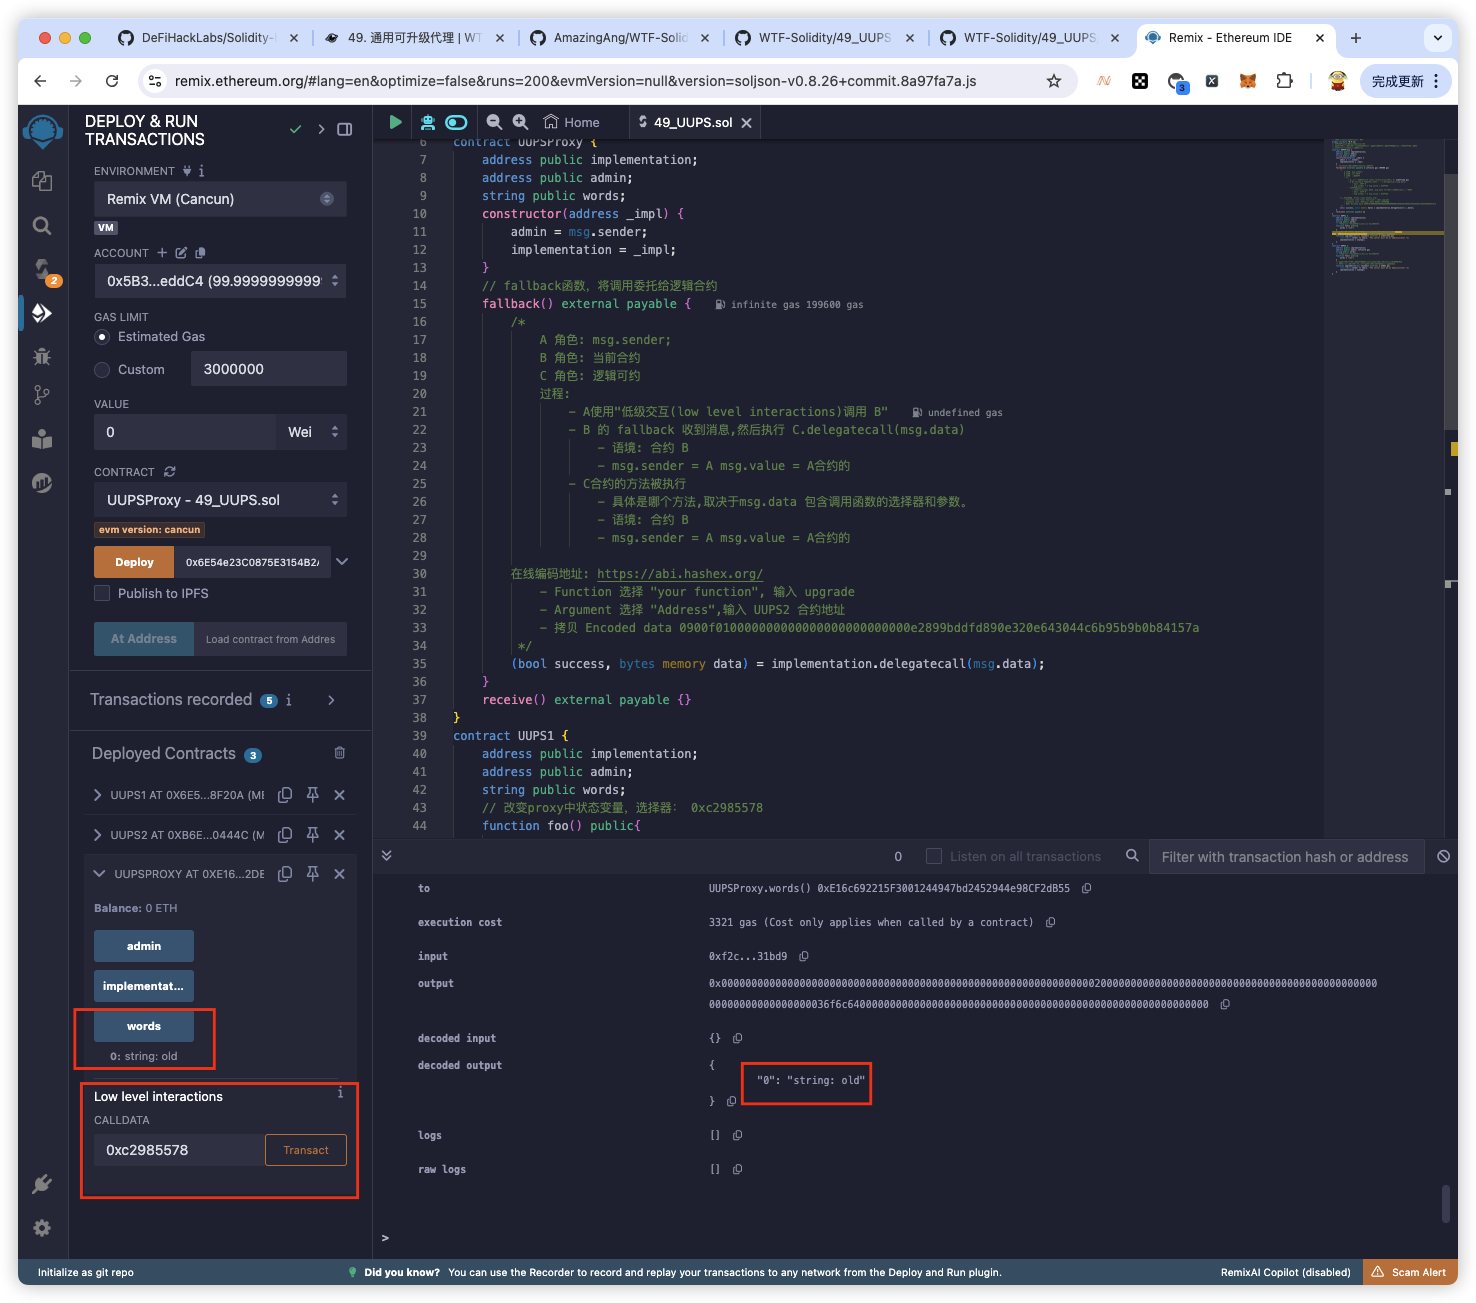 DeFiHackLabs/Solidity-
49. 通用可升级代理 | WT
AmazingAng/WTF-Solid
WTF-Solidity/49_UUPS
WTF-Solidity/49_UUPS
Remix - Ethereum IDE
remix.ethereum.org/#lang=en&optimize=false&runs=200&evmVersion=null&version=soljson-v0.8.26+commit.8a97fa7a.js
3
完成更新
DEPLOY & RUN
TRANSACTIONS
ENVIRONMENT
Remix VM (Cancun)
VM
ACCOUNT
0x5B3...eddC4 (99.9999999999
GAS LIMIT
Estimated Gas
Custom
3000000
VALUE
0
Wei
CONTRACT
UUPSProxy - 49_UUPS.sol
evm version: cancun
Deploy
0x6E54e23C0875E3154B2
Publish to IPFS
At Address
Load contract from Addres
Transactions recorded 5 i
Deployed Contracts 3
UUPS1 AT 0X6E5...8F20A (ME
UUPS2 AT 0XB6E...0444C (M
UUPSPROXY AT 0XE16...2DE
Balance: 0 ETH
admin
implementat...
words
0: string: old
Low level interactions
CALLDATA
0xc2985578
Transact
2
Home
49_UUPS.sol
6 contract UUPSProxy {
7 address public implementation;
8 address public admin;
9 string public words;
10 constructor(address _impl) {
11 admin = msg.sender;
12 implementation = _impl;
13 }
14 // fallback函数，将调用委托给逻辑合约
15 fallback() external payable { infinite gas 199600 gas
16 /*
17 A 角色: msg.sender;
18 B 角色: 当前合约
19 C 角色: 逻辑可约
20 过程:
21 - A使用"低级交互(low level interactions)调用 B" undefined gas
22 - B 的 fallback 收到消息,然后执行 C.delegatecall(msg.data)
23 - 语境: 合约 B
24 - msg.sender = A msg.value = A合约的
25 - C合约的方法被执行
26 - 具体是哪个方法,取决于msg.data 包含调用函数的选择器和参数。
27 - 语境: 合约 B
28 - msg.sender = A msg.value = A合约的
29
30 在线编码地址: https://abi.hashex.org/
31 - Function 选择 "your function", 输入 upgrade
32 - Argument 选择 "Address",输入 UUPS2 合约地址
33 - 拷贝 Encoded data 0900f010000000000000000000000000e2899bddfd890e320e643044c6b95b9b0b84157a
34 */
35 (bool success, bytes memory data) = implementation.delegatecall(msg.data);
36 }
37 receive() external payable {}
38 }
39 contract UUPS1 {
40 address public implementation;
41 address public admin;
42 string public words;
43 // 改变proxy中状态变量，选择器： 0xc2985578
44 function foo() public{
0
Listen on all transactions
Filter with transaction hash or address
to UUPSProxy.words() 0xE16c692215F3001244947bd2452944e98CF2dB55
execution cost 3321 gas (Cost only applies when called by a contract)
input 0xf2c...31bd9
decoded input {}
decoded output {
"0": "string: old"
}
logs []
raw logs []
>
Initialize as git repo
Did you know? You can use the Recorder to record and replay your transactions to any network from the Deploy and Run plugin.
RemixAI Copilot (disabled)
Scam Alert